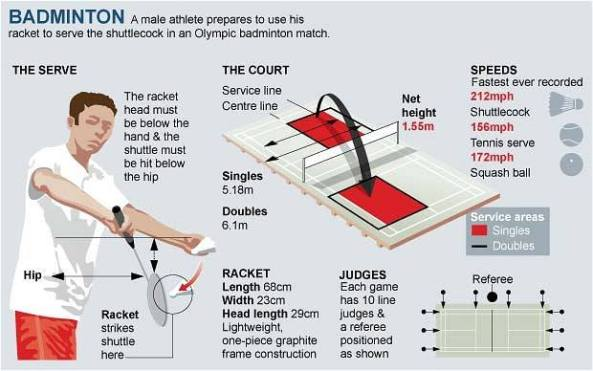 BADMINTON A male athlete prepares to use his
racket to serve the shuttlecock in an Olympic badminton match.
THE SERVE
The racket
head must
be below the
hand & the
shuttle must
be hit below
the hip
Hip
Racket
strikes
shuttle
here
THE COURT
Service line
Centre line
Net
height
1.55m
Singles
5.18m
Doubles
6.1m
SPEEDS
Fastest ever recorded
212mph
Shuttlecock
156mph
Tennis serve
172mph
Squash ball
Service areas
Singles
Doubles
RACKET
Length 68cm
Width 23cm
Head length 29cm
Lightweight,
one-piece graphite
frame construction
JUDGES
Each game
has 10 line
judges &
a referee
positioned
as shown
Referee